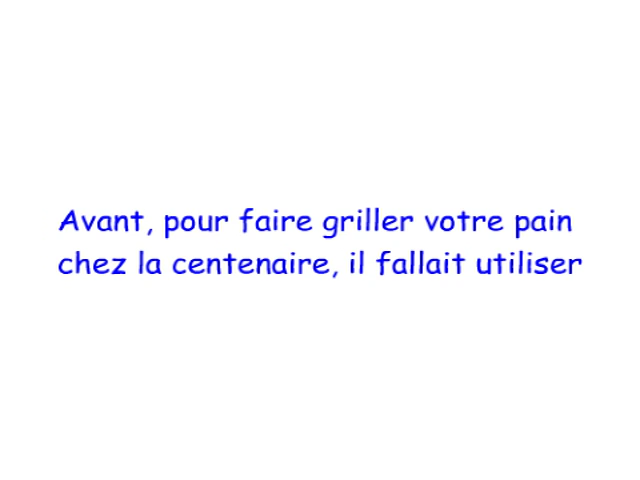 Avant, pour faire griller votre pain
chez la centenaire, il fallait utiliser